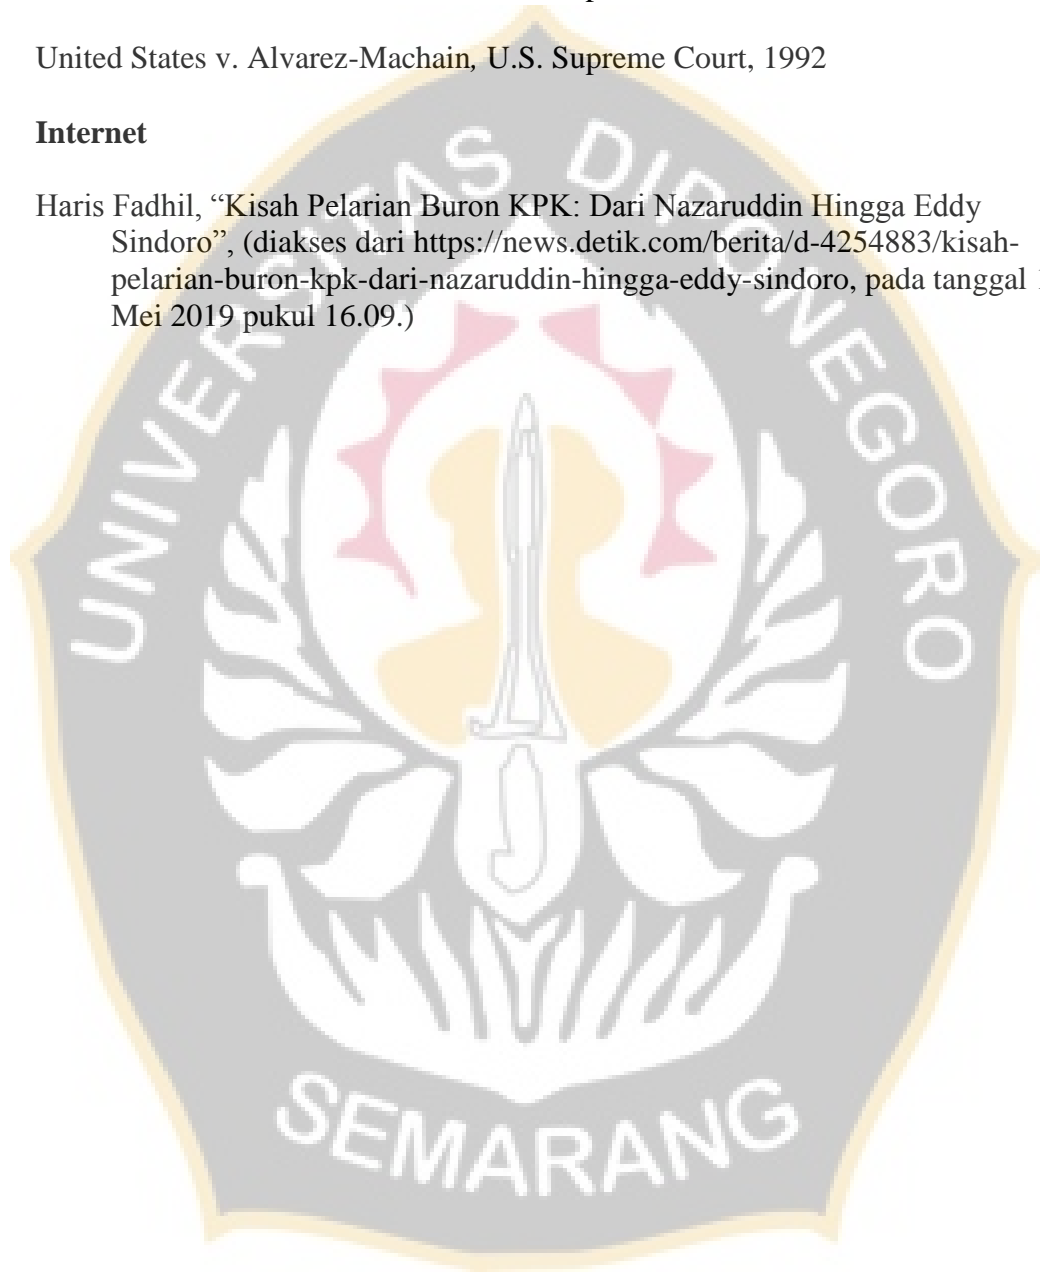 United States v. Alvarez-Machain, U.S. Supreme Court, 1992
Internet
Haris Fadhil, “Kisah Pelarian Buron KPK: Dari Nazaruddin Hingga Eddy
Sindoro”, (diakses dari https://news.detik.com/berita/d-4254883/kisah-
pelarian-buron-kpk-dari-nazaruddin-hingga-eddy-sindoro, pada tanggal
Mei 2019 pukul 16.09.)
UNIVERSITAS DIPONEGORO
SEMARANG